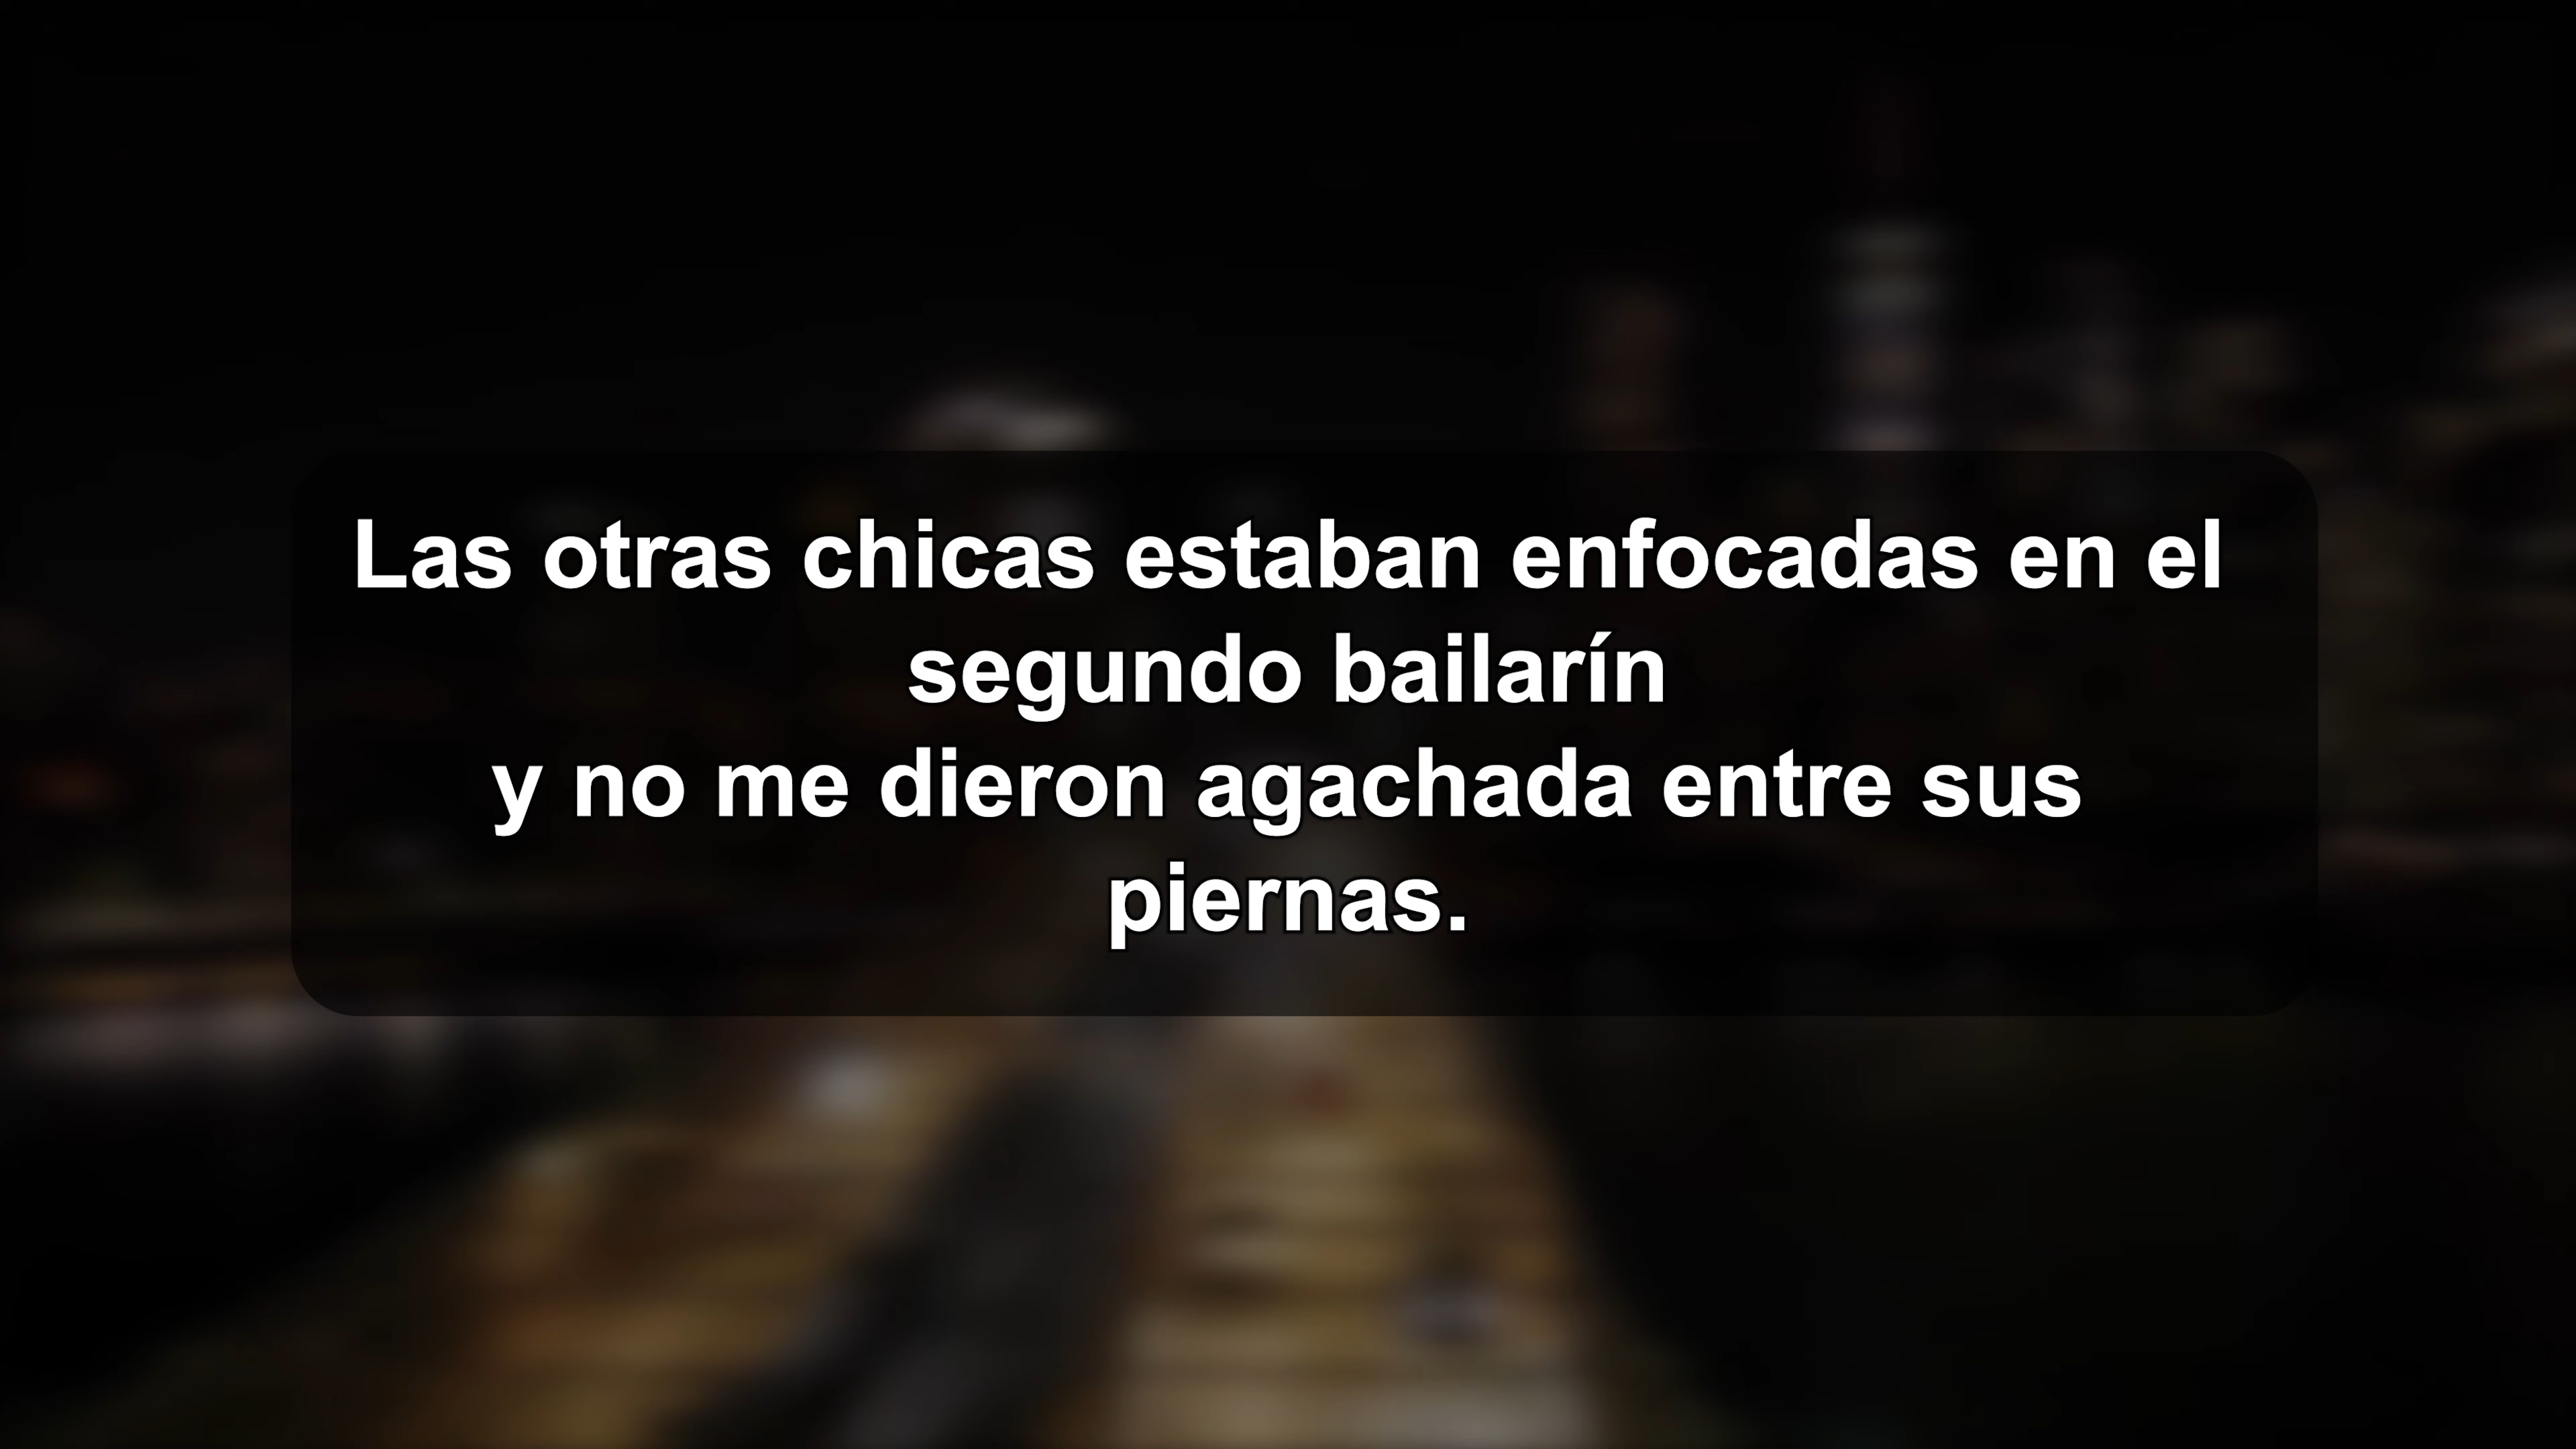 Las otras chicas estaban enfocadas en el
segundo bailarín
y no me dieron agachada entre sus
piernas.